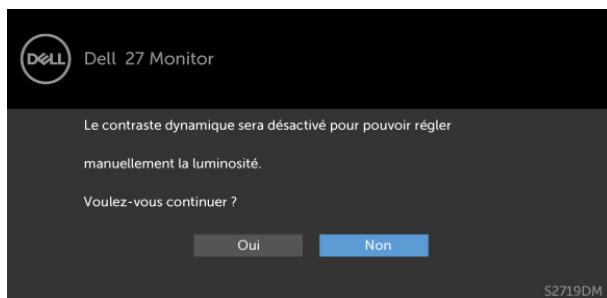 DELL
Dell 27 Monitor
Le contraste dynamique sera désactivé pour pouvoir régler
manuellement la luminosité.
Voulez-vous continuer ?
Oui Non
S2719DM